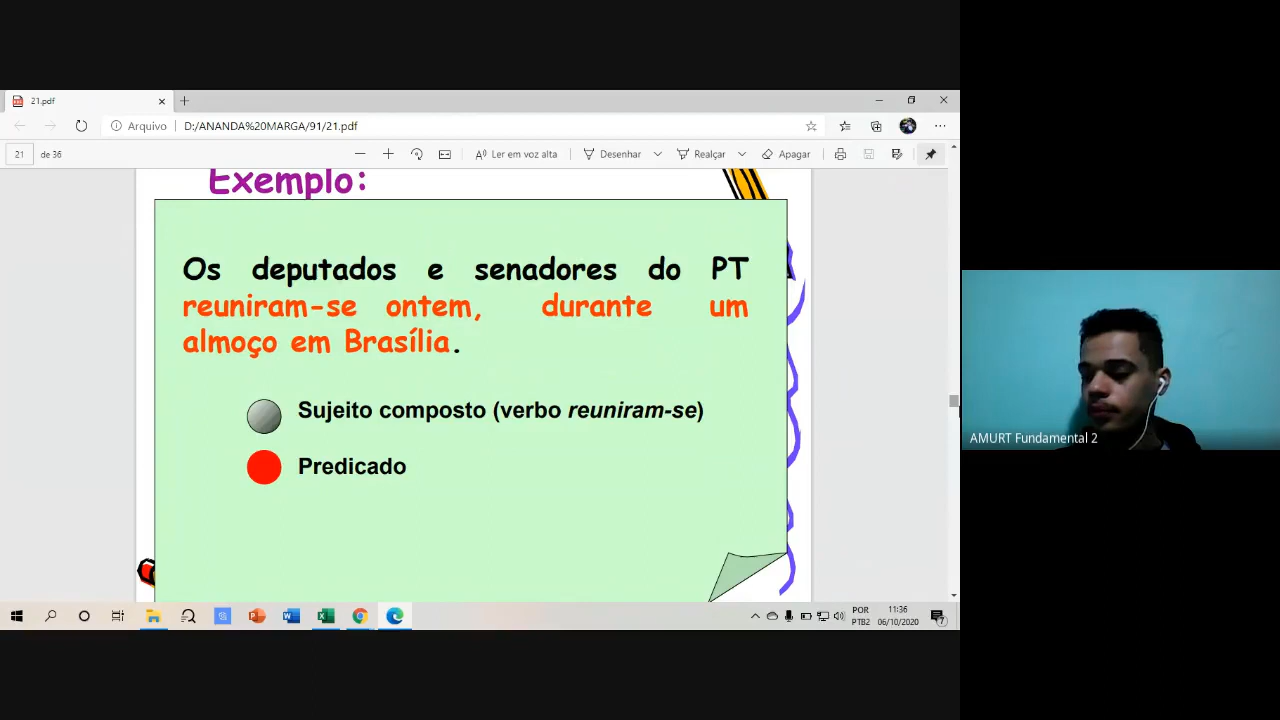 21.pdf
Arquivo D:/ANANDA%20MARGA/91/21.pdf
21 de 36 Ler em voz alta Desenhar Realçar Apagar
Exemplo:
Os deputados e senadores do PT
reuniram-se ontem, durante um
almoço em Brasília.
Sujeito composto (verbo reuniram-se)
Predicado
AMURT Fundamental 2
POR 11:36
PTB2 06/10/2020